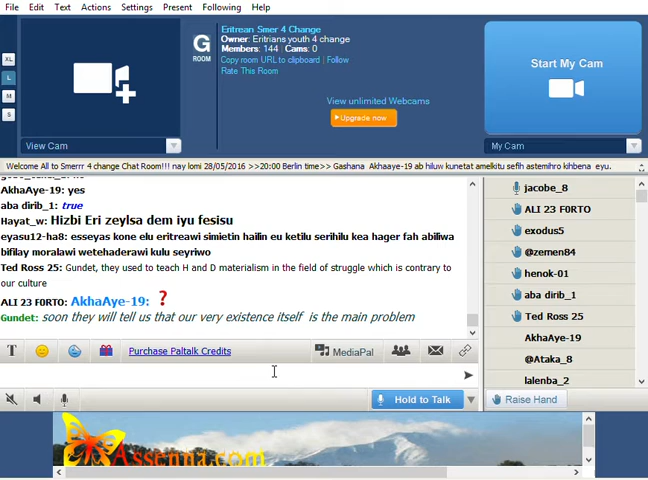 File Edit Text Actions Settings Present Following Help
XL
L
M
S
View Cam
G
ROOM
Eritrean Smer 4 Change
Owner: Eritrians youth 4 change
Members: 144 | Cams: 0
Copy room URL to clipboard | Follow
Rate This Room
View unlimited Webcams
Upgrade now
Start My Cam
My Cam
Welcome All to Smerrr 4 change Chat Room!!! nay lomi 28/05/2016 >>20:00 Berlin time>> Gashana Akhaaye-19 ab hiluw kunetat amelkitu sefih astemihro kihbena eyu.
AkhaAye-19: yes
aba dirib_1: true
Hayat_w: Hizbi Eri zeylsa dem iyu fesisu
eyasu12-ha8: esseyas kone elu eritreawi simietin hailin eu ketilu serihilu kea hager fah abiliwa
bifilay moralawi wetehaderawi kulu seyriwo
Ted Ross 25: Gundet, they used to teach H and D materialism in the field of struggle which is contrary to
our culture
ALI 23 F0RTO: AkhaAye-19: ?
Gundet: soon they will tell us that our very existence itself is the main problem
jacobe_8
ALI 23 F0RTO
exodus5
@zemen84
henok-01
aba dirib_1
Ted Ross 25
AkhaAye-19
@Ataka_8
lalenba_2
T Purchase Paltalk Credits MediaPal
Hold to Talk
Raise Hand
Assenna.com